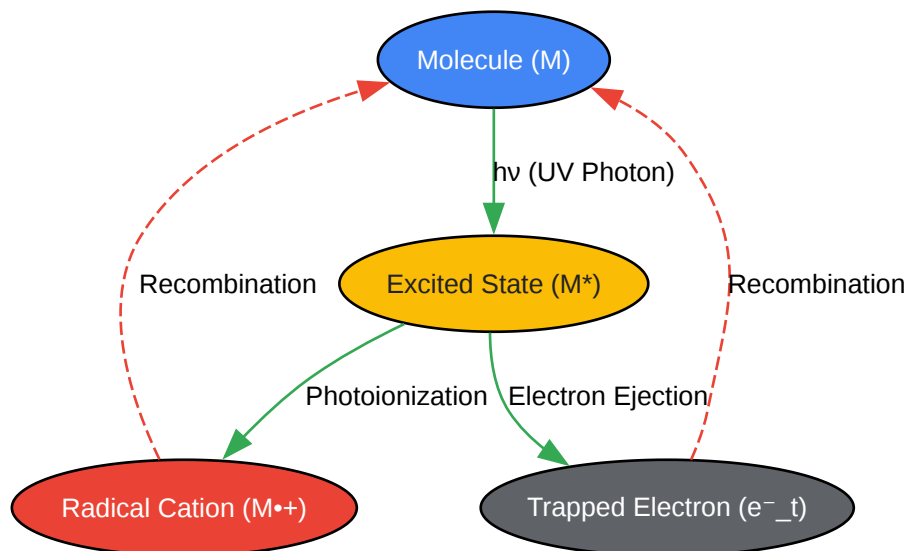 Molecule (M)
hν (UV Photon)
Recombination
Excited State (M*)
Recombination
Photoionization
Electron Ejection
Radical Cation (M•+)
Trapped Electron (e⁻_t)